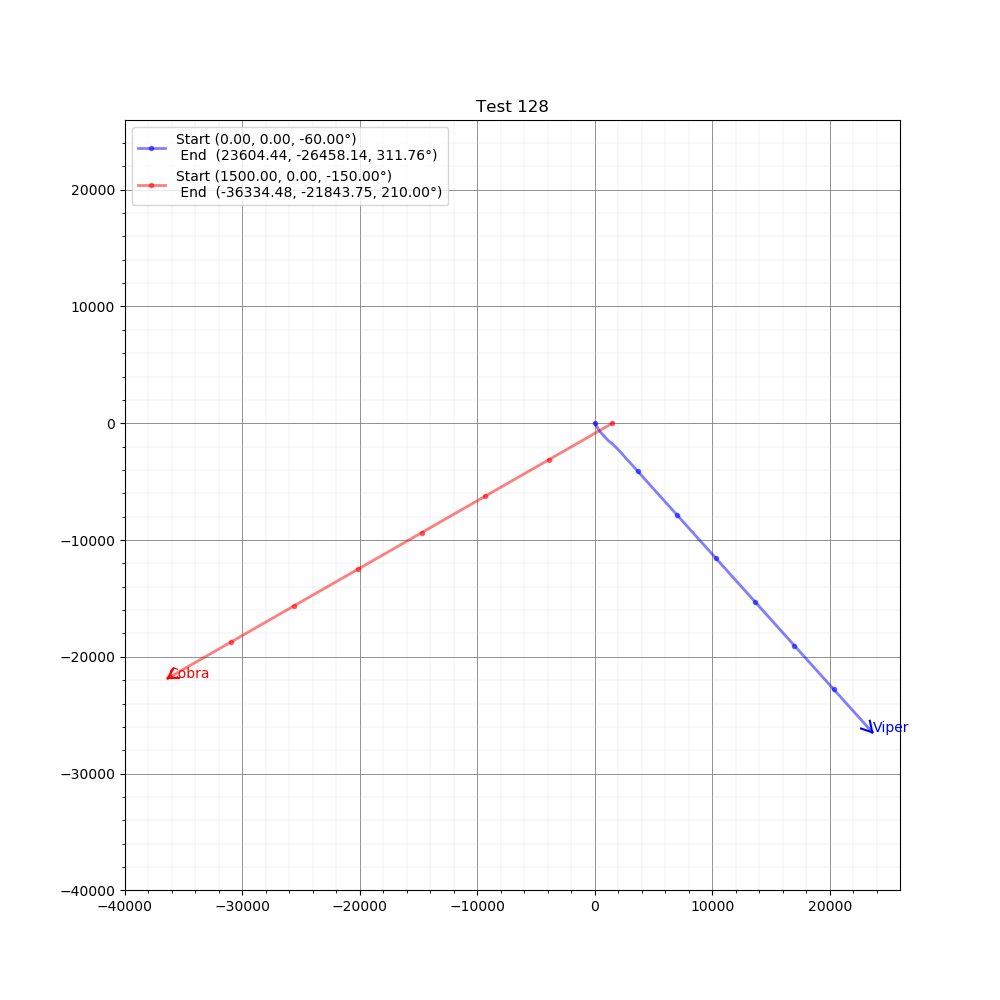 Test 128
Start (0.00, 0.00, -60.00°)
End (23604.44, -26458.14, 311.76°)
Start (1500.00, 0.00, -150.00°)
End (-36334.48, -21843.75, 210.00°)
20000
10000
0
−10000
−20000
−30000
−40000
Cobra
Viper
−40000
−30000
−20000
−10000
0
10000
20000